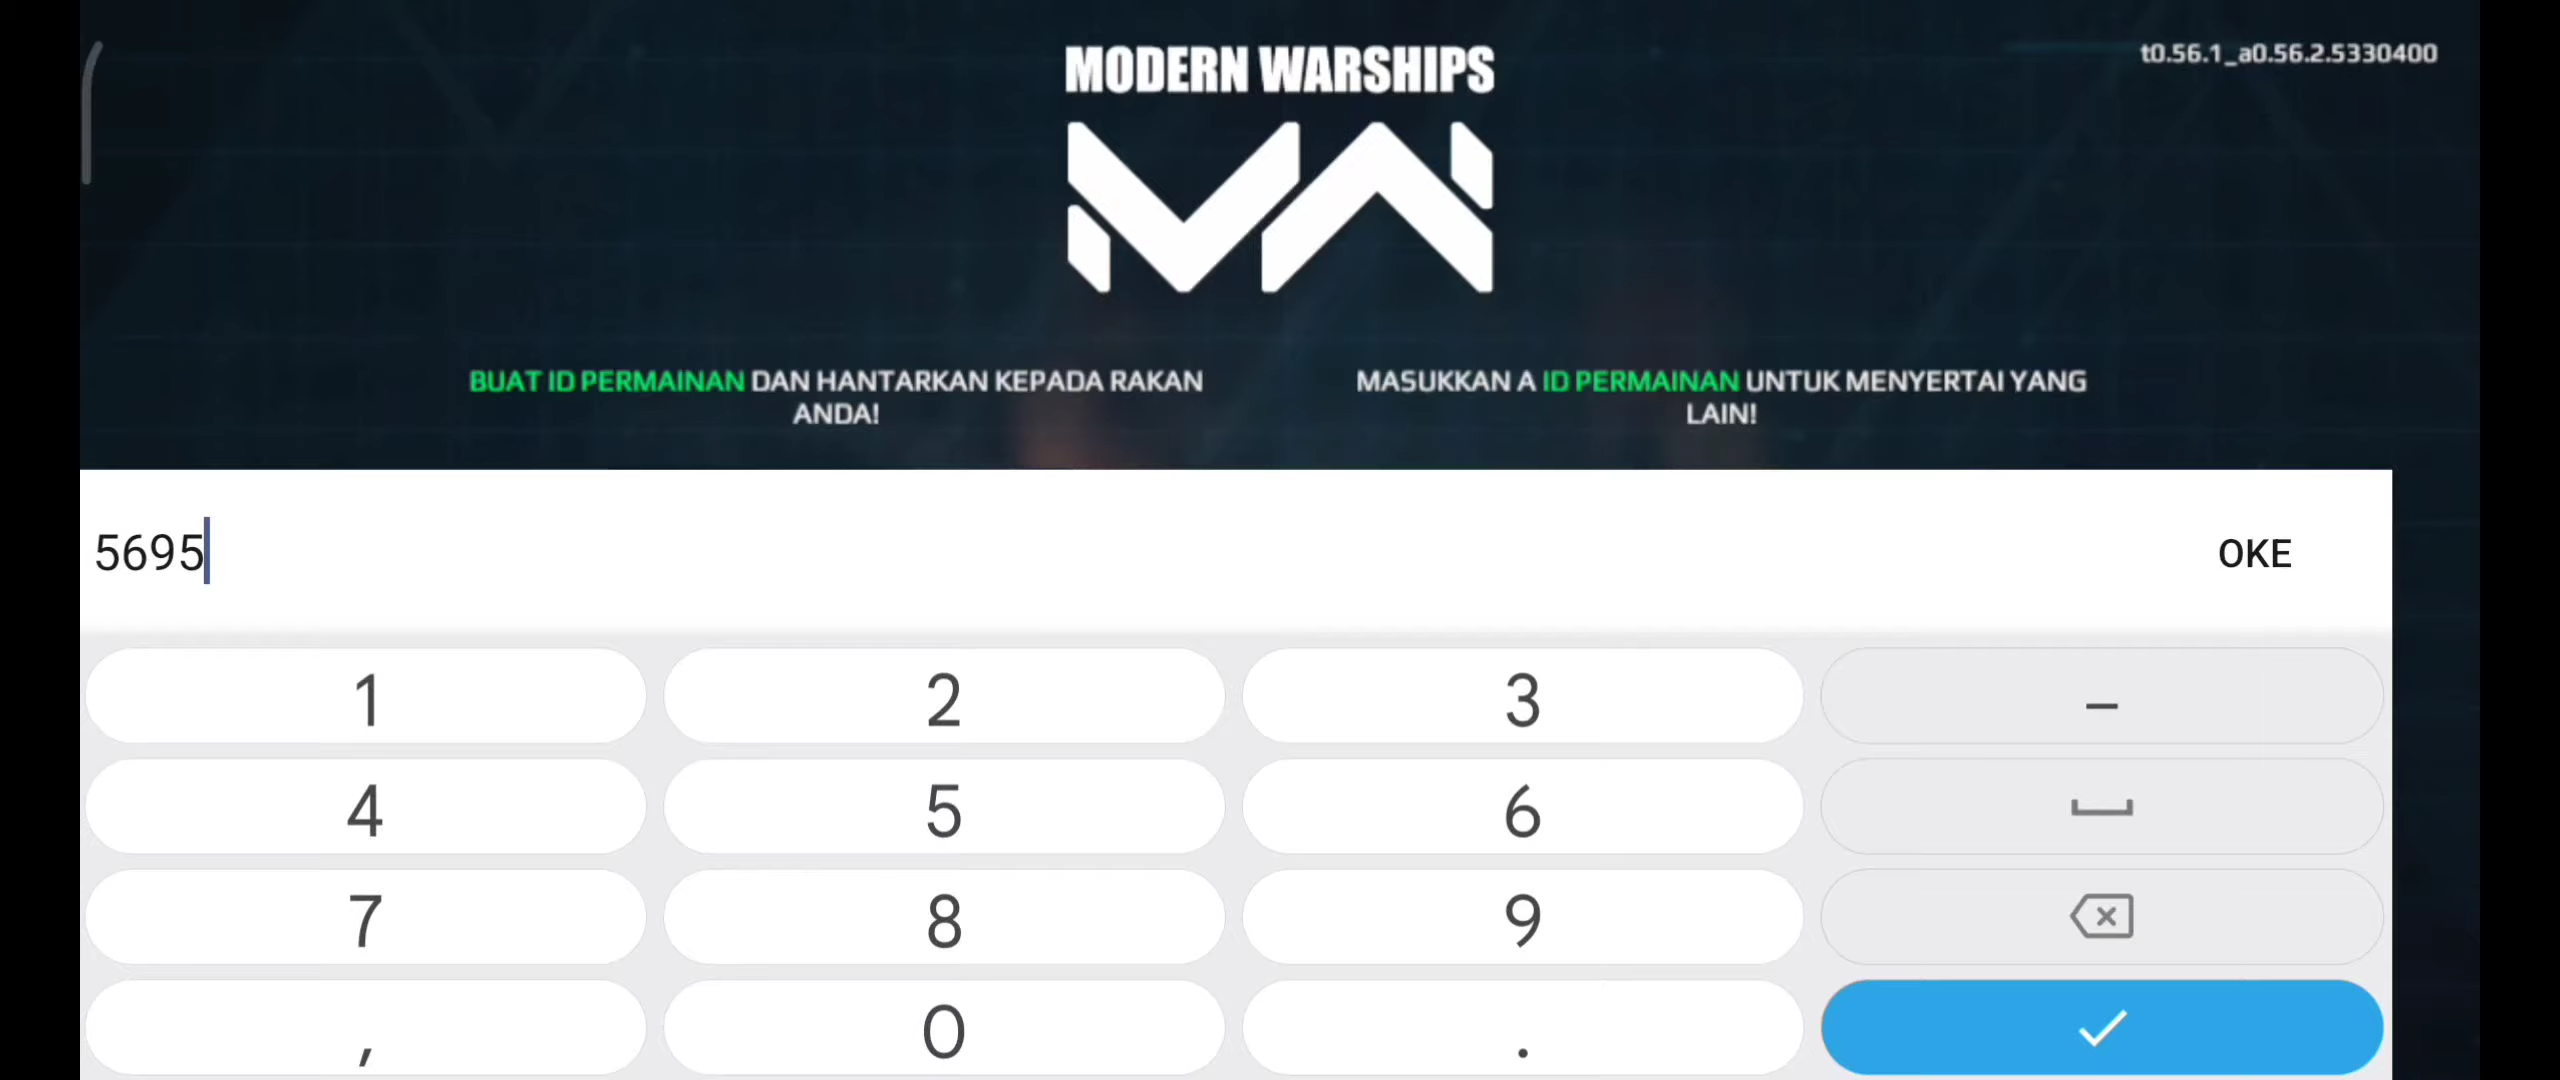 MODERN WARSHIPS
t0.56.1_a0.56.2.5330400
BUAT ID PERMAINAN DAN HANTARKAN KEPADA RAKAN
ANDA!
MASUKKAN A ID PERMAINAN UNTUK MENYERTAI YANG
LAIN!
5695
OKE
1 2 3 –
4 5 6
7 8 9
, 0 .